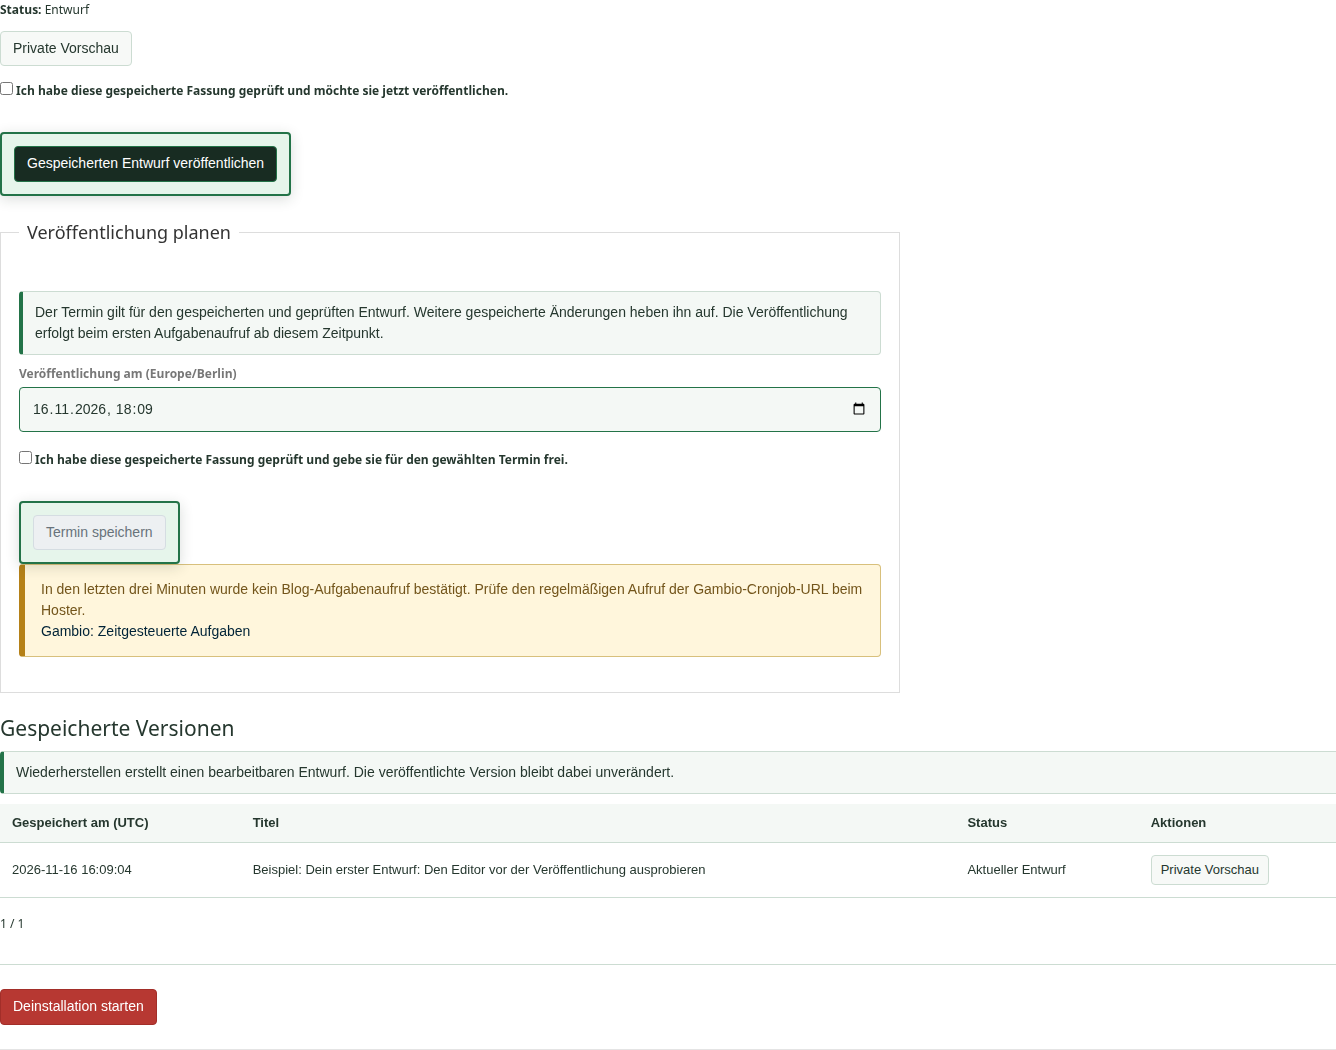 Status: Entwurf
Private Vorschau
Ich habe diese gespeicherte Fassung geprüft und möchte sie jetzt veröffentlichen.
Gespeicherten Entwurf veröffentlichen
Veröffentlichung planen
Der Termin gilt für den gespeicherten und geprüften Entwurf. Weitere gespeicherte Änderungen heben ihn auf. Die Veröffentlichung
erfolgt beim ersten Aufgabenaufruf ab diesem Zeitpunkt.
Veröffentlichung am (Europe/Berlin)
16.11.2026, 18:09
Ich habe diese gespeicherte Fassung geprüft und gebe sie für den gewählten Termin frei.
Termin speichern
In den letzten drei Minuten wurde kein Blog-Aufgabenaufruf bestätigt. Prüfe den regelmäßigen Aufruf der Gambio-Cronjob-URL beim
Hoster.
Gambio: Zeitgesteuerte Aufgaben
Gespeicherte Versionen
Wiederherstellen erstellt einen bearbeitbaren Entwurf. Die veröffentlichte Version bleibt dabei unverändert.
Gespeichert am (UTC) Titel Status Aktionen
2026-11-16 16:09:04 Beispiel: Dein erster Entwurf: Den Editor vor der Veröffentlichung ausprobieren Aktueller Entwurf Private Vorschau
1 / 1
Deinstallation starten